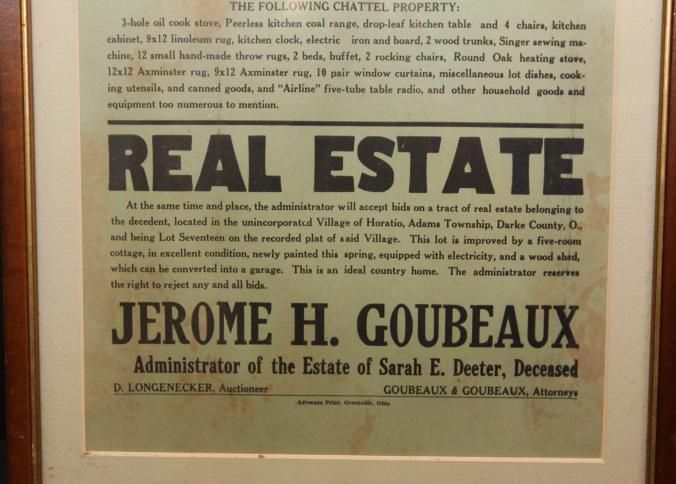 THE FOLLOWING CHATTEL PROPERTY:
3-hole oil cook stove, Peerless kitchen coal range, drop-leaf kitchen table and 4 chairs, kitchen
cabinet, 9x12 linoleum rug, kitchen clock, electric iron and board, 2 wood trunks, Singer sewing ma-
chine, 12 small hand-made throw rugs, 2 beds, buffet, 2 rocking chairs, Round Oak heating stove,
12x12 Axminster rug, 9x12 Axminster rug, 10 pair window curtains, miscellaneous lot dishes, cook-
ing utensils, and canned goods, and "Airline" five-tube table radio, and other household goods and
equipment too numerous to mention.
REAL ESTATE
At the same time and place, the administrator will accept bids on a tract of real estate belonging to
the decedent, located in the unincorporated Village of Horatio, Adams Township, Darke County, O.,
and being Lot Seventeen on the recorded plat of said Village. This lot is improved by a five-room
cottage, in excellent condition, newly painted this spring, equipped with electricity, and a wood shed,
which can be converted into a garage. This is an ideal country home. The administrator reserves
the right to reject any and all bids.
JEROME H. GOUBEAUX
Administrator of the Estate of Sarah E. Deeter, Deceased
D. LONGENECKER, Auctioneer GOUBEAUX & GOUBEAUX, Attorneys
Advocate Print, Greenville, Ohio